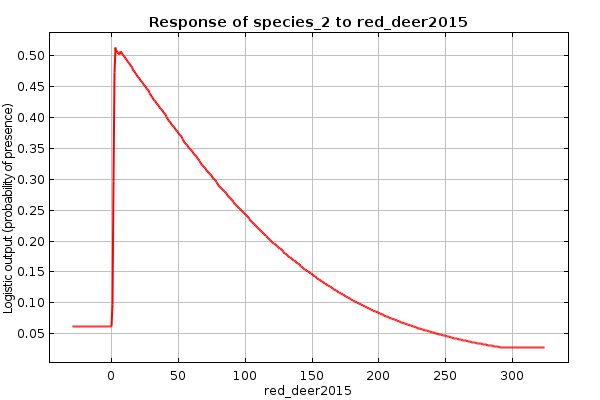 Response of species_2 to red_deer2015
Logistic output (probability of presence)
0.50
0.45
0.40
0.35
0.30
0.25
0.20
0.15
0.10
0.05
0 50 100 150 200 250 300
red_deer2015